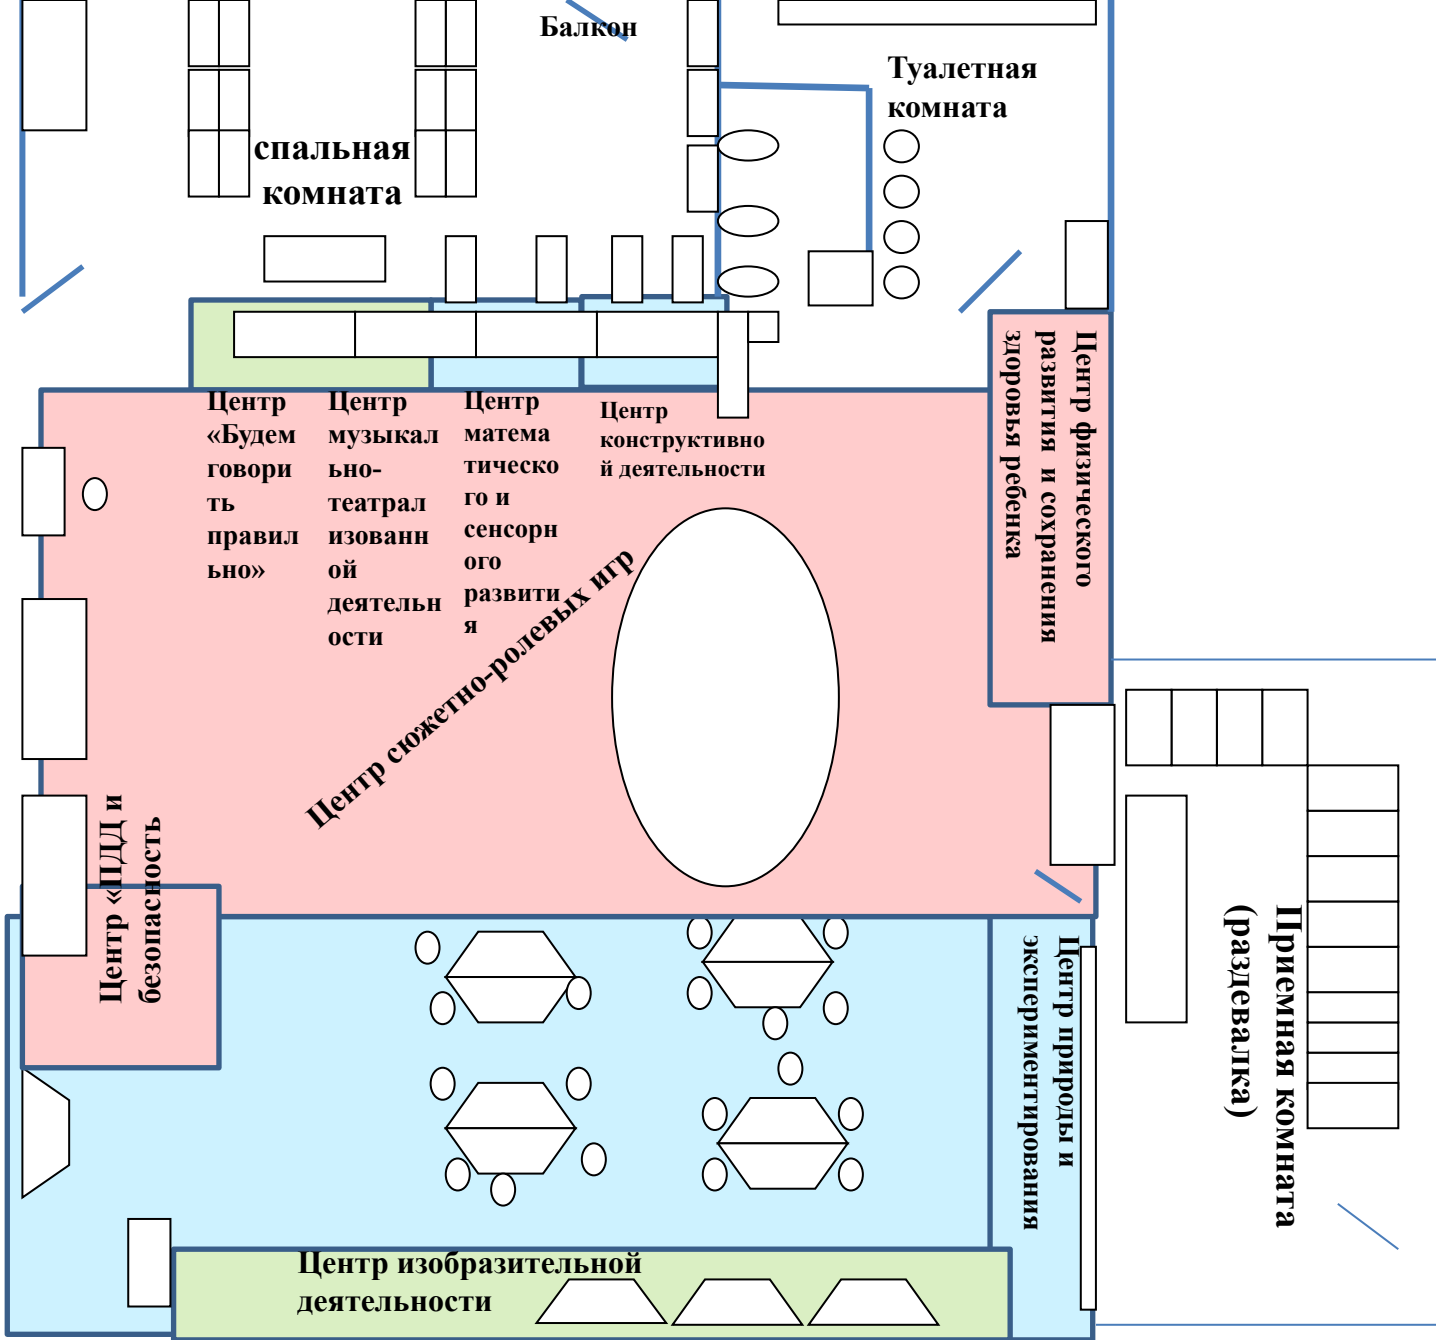 Балкон
Туалетная
комната
спальная
комната
Центр
«Будем
говори
ть
правил
ьно»
Центр
музыкал
ьно-
театрал
изованн
ой
деятельн
ости
Центр
матема
тическо
го и
сенсорн
ого
развити
я
Центр
конструктивно
й деятельности
Центр физического
развития и сохранения
здоровья ребенка
Центр сюжетно-ролевых игр
Центр «ПДД и
безопасность
Центр природы и
экспериментирования
Приемная комната
(раздевалка)
Центр изобразительной
деятельности